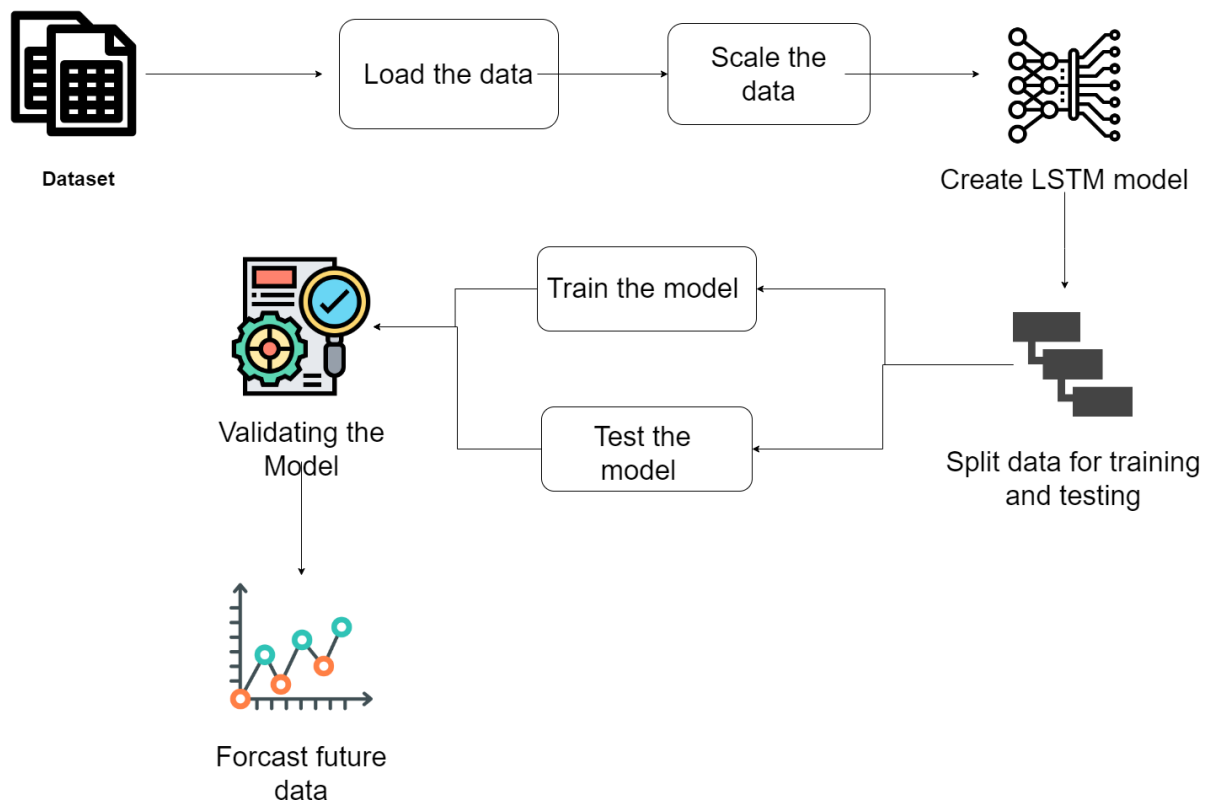 Load the data
Scale the
data
Dataset
Create LSTM model
Train the model
Test the
model
Split data for training
and testing
Validating the
Model
Forcast future
data